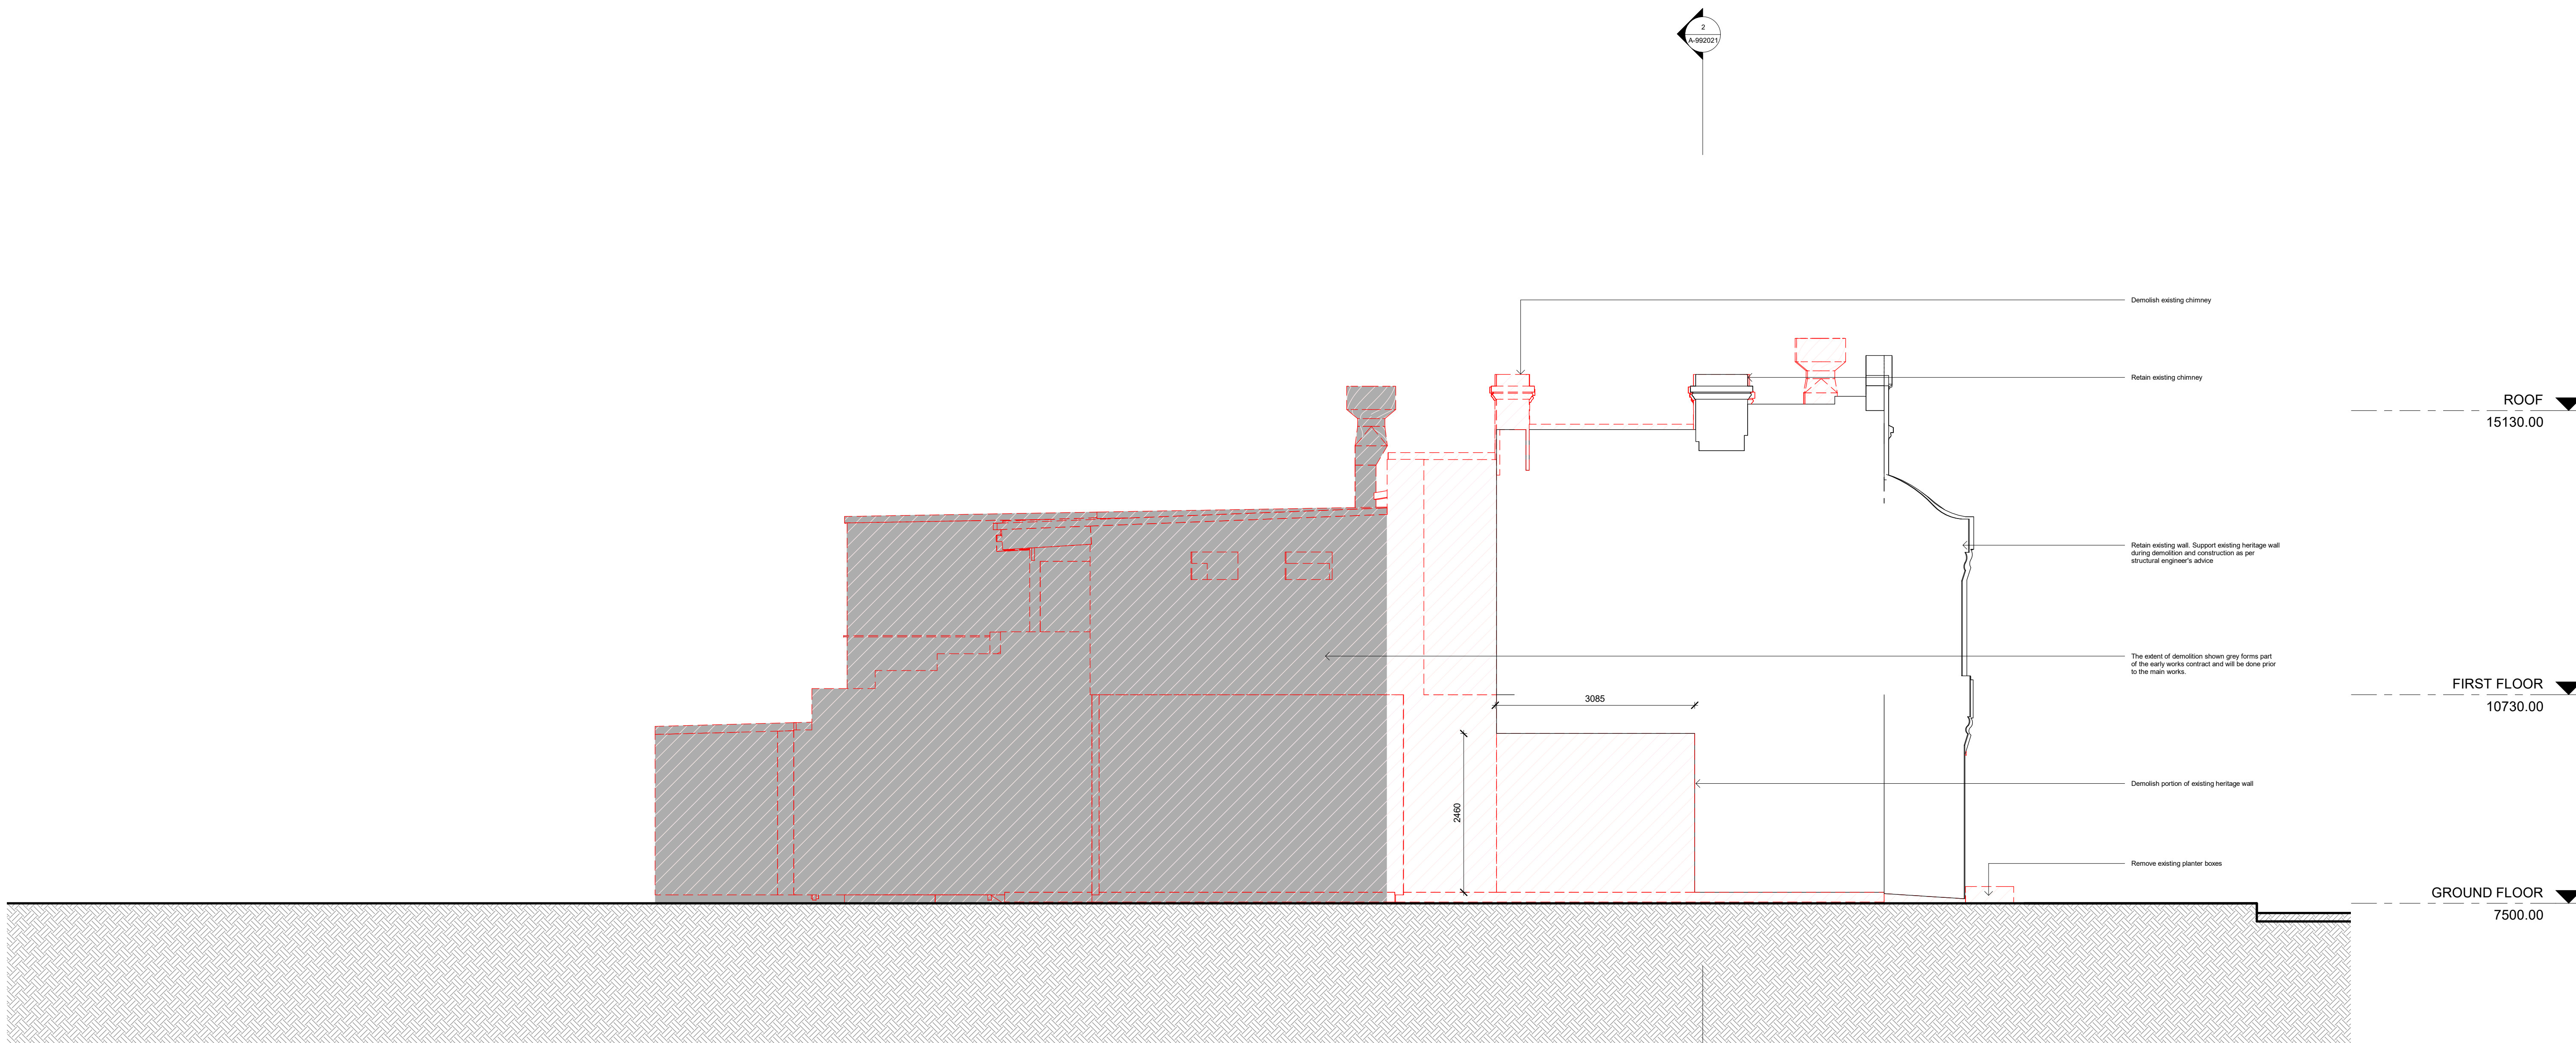 2
A-992021
Demolish existing chimney
Retain existing chimney
ROOF
15130.00
Retain existing wall. Support existing heritage wall
during demolition and construction as per
structural engineer's advice
The extent of demolition shown grey forms part
of the early works contract and will be done prior
to the main works.
FIRST FLOOR
10730.00
3085
2460
Demolish portion of existing heritage wall
Remove existing planter boxes
GROUND FLOOR
7500.00